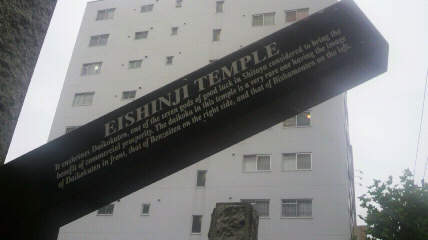 EISHINJI TEMPLE
It enshrines Daikokuten, one of the seven gods of good luck in Shitaya considered to bring the
benefit of commercial prosperity. The daikoku in this temple is a very rare one having the image
of Daikokuten in front, that of Benzaiten on the right side, and that of Bishamonten on the left.